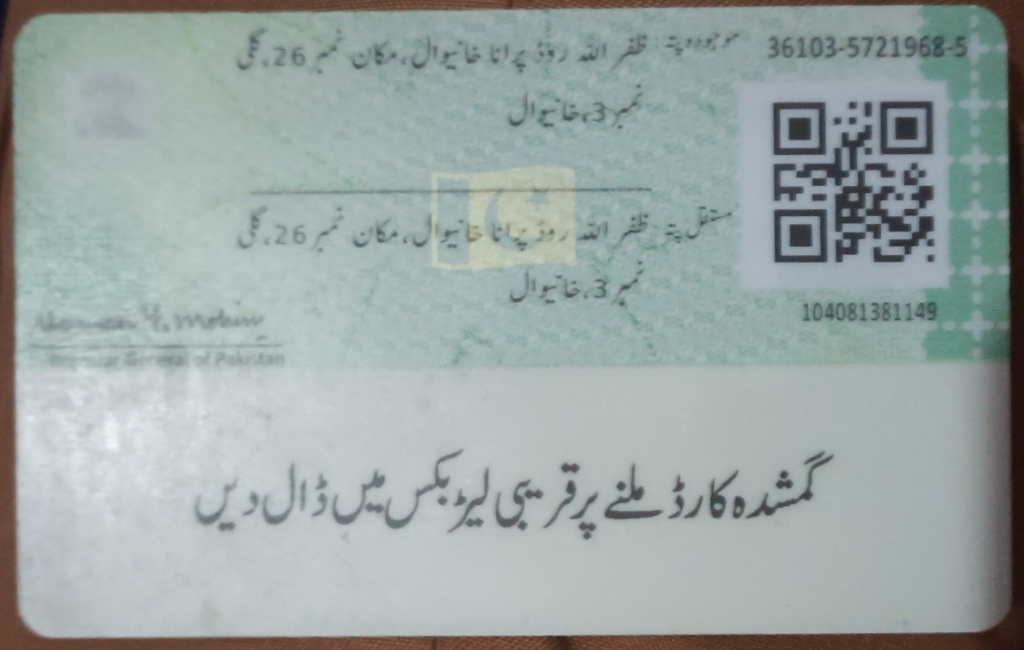 36103-5721968-5
موجودہ پتہ: ظفر اللہ روڈ پرانا خانیوال، مکان نمبر 26، گلی
نمبر 3، خانیوال
مستقل پتہ: ظفر اللہ روڈ پرانا خانیوال، مکان نمبر 26، گلی
نمبر 3، خانیوال
104081381149
General of Pakistan
گمشدہ کارڈ ملنے پر قریبی لیٹر بکس میں ڈال دیں